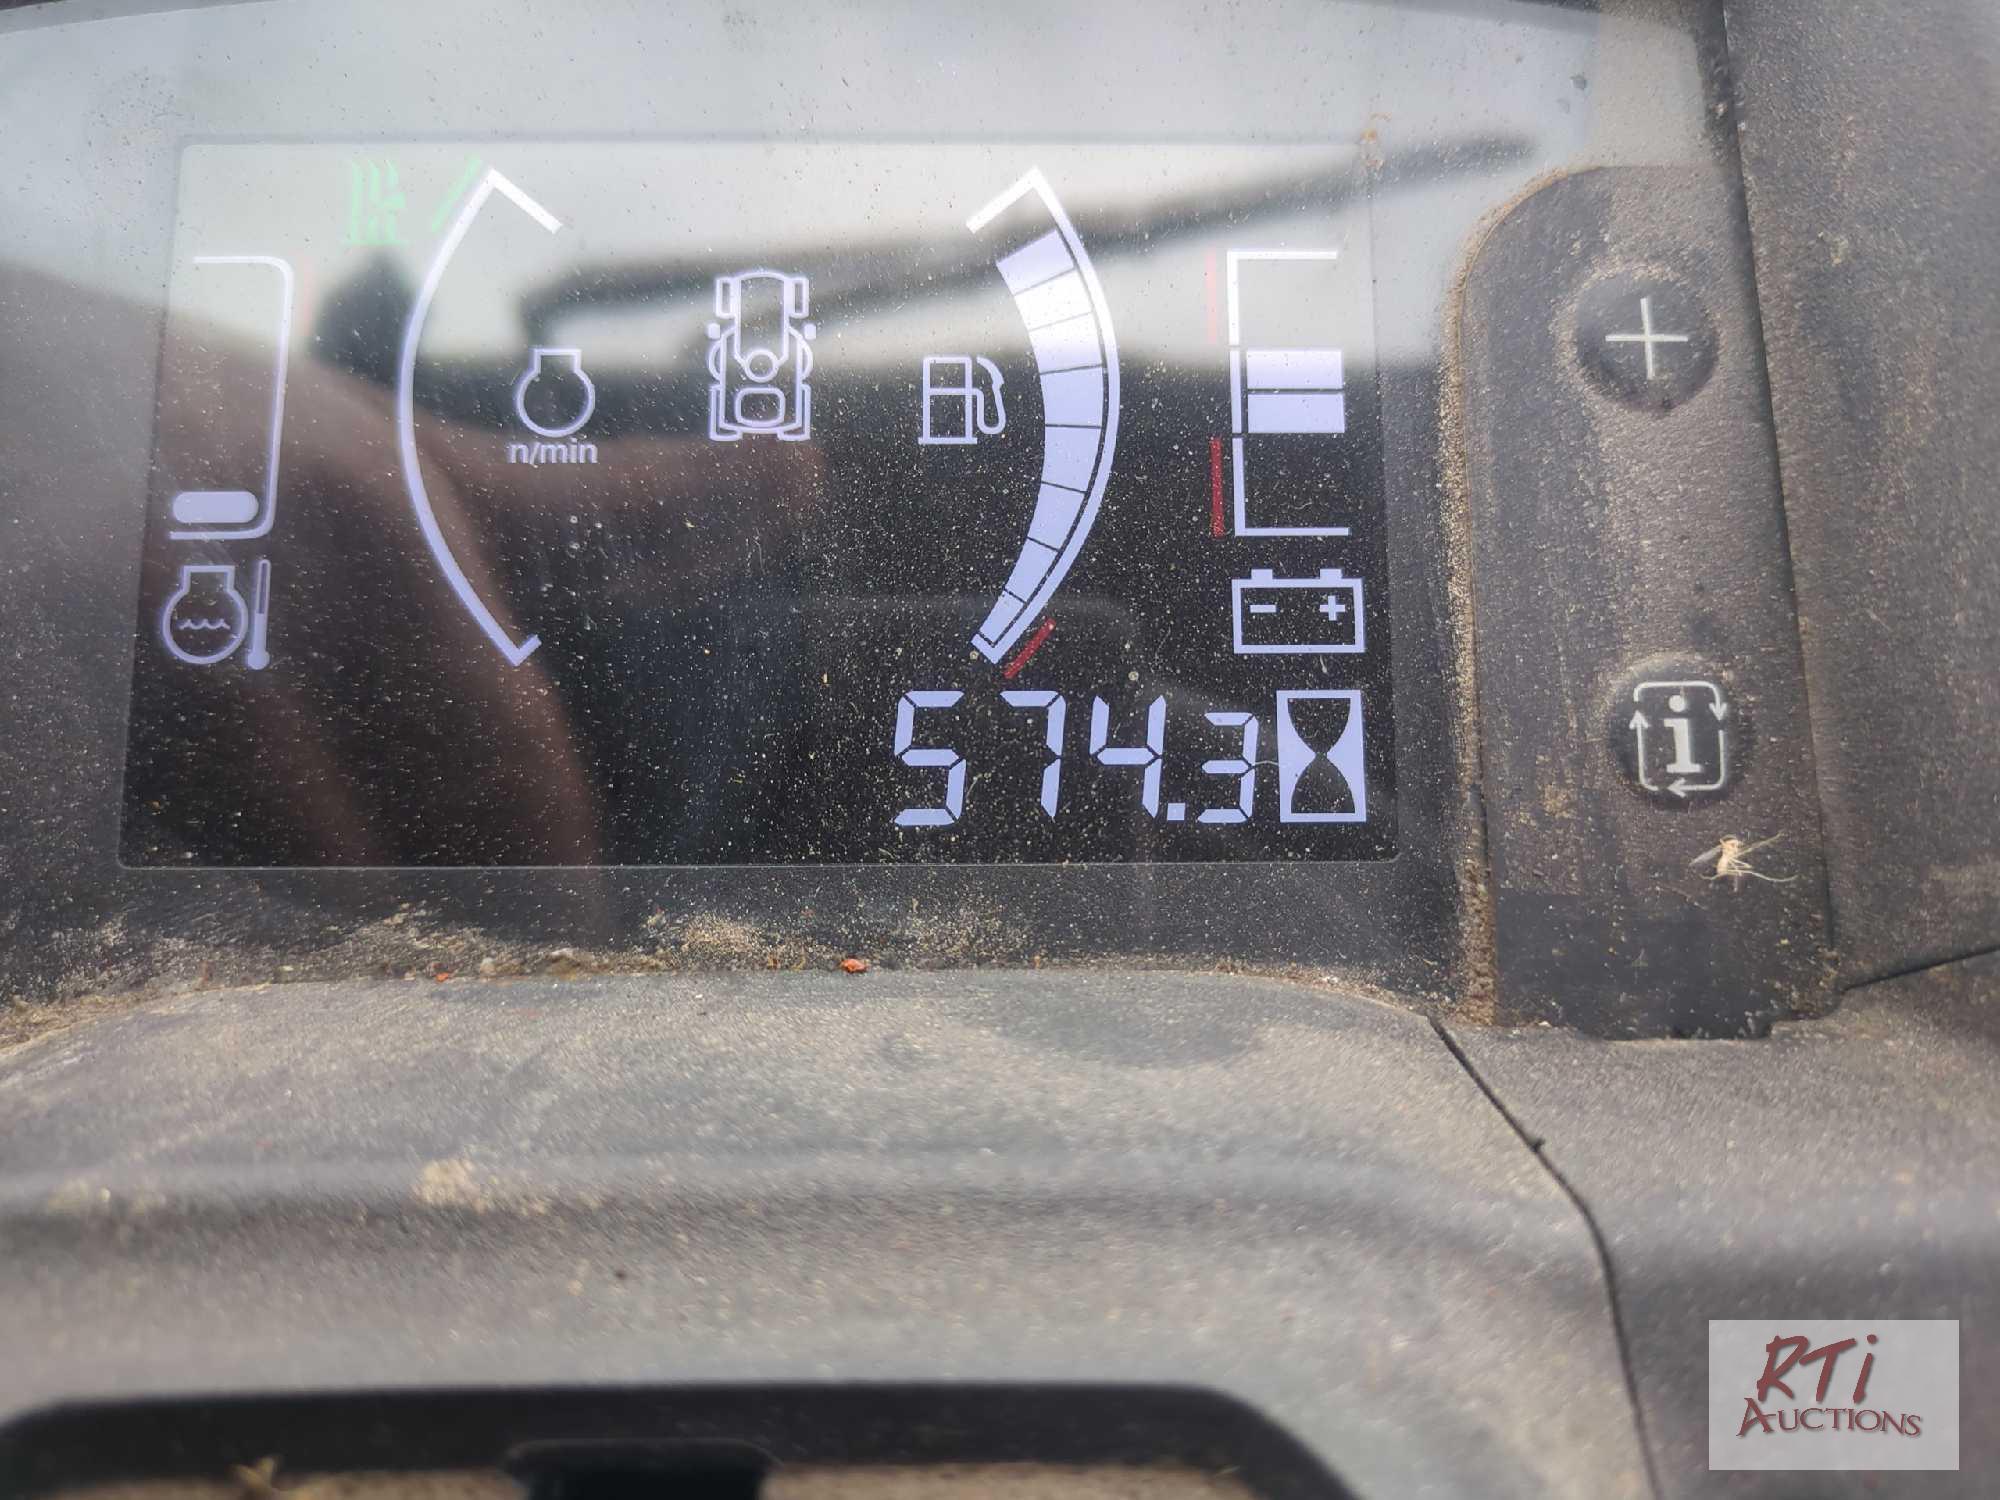 n/min
574.3
RTi
AUCTIONS